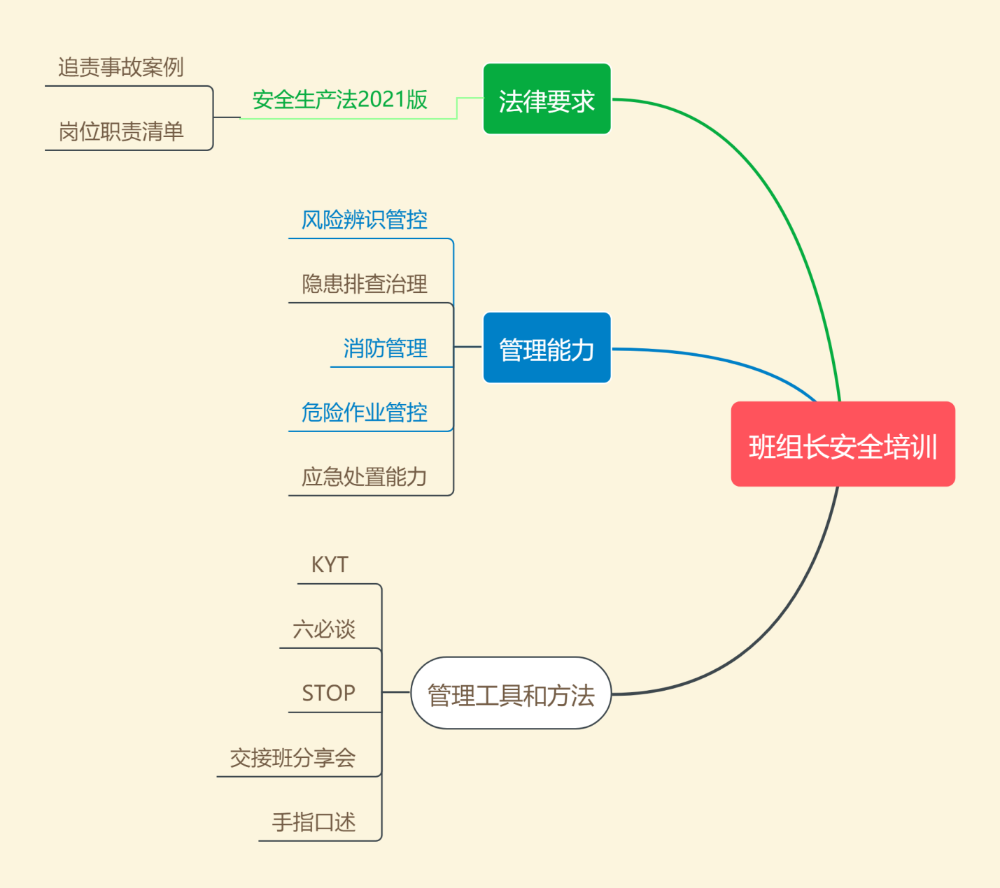 追责事故案例
岗位职责清单
安全生产法2021版
法律要求
风险辨识管控
隐患排查治理
消防管理
危险作业管控
应急处置能力
管理能力
班组长安全培训
KYT
六必谈
STOP
交接班分享会
手指口述
管理工具和方法